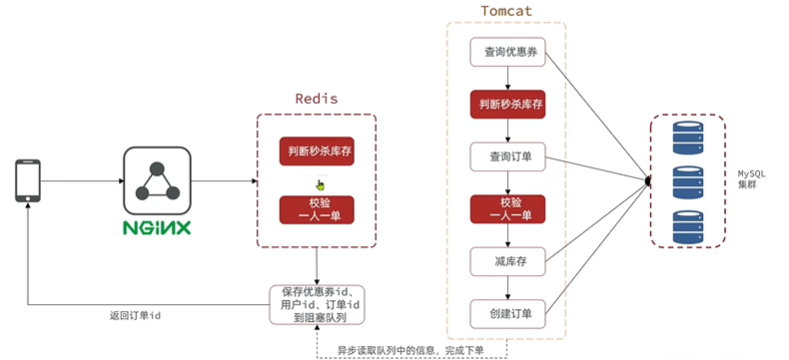 Tomcat
查询优惠券
Redis
判断秒杀库存
判断秒杀库存
查询订单
MySQL
集群
校验
一人一单
校验
一人一单
NGINX
减库存
保存优惠券id、
用户id、订单id
到阻塞队列
返回订单id
创建订单
异步读取队列中的信息，完成下单